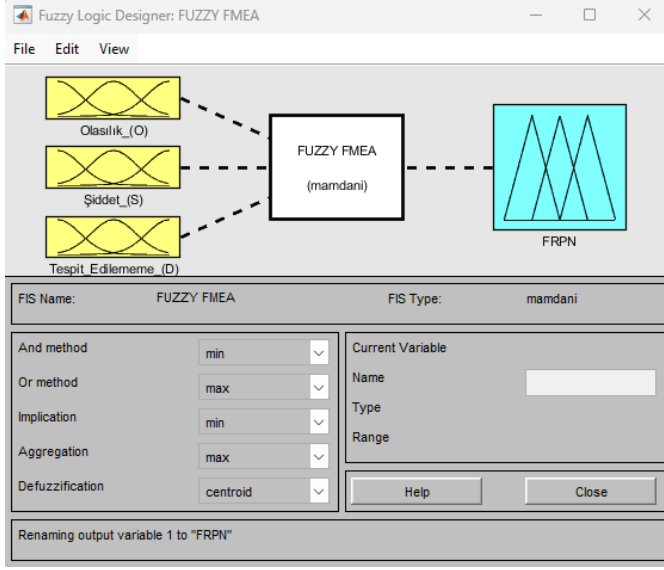 Fuzzy Logic Designer: FUZZY FMEA
File Edit View
Olasılık_(O)
Şiddet_(S)
Tespit_Edilememe_(D)
FUZZY FMEA
(mamdani)
FRPN
FIS Name: FUZZY FMEA FIS Type: mamdani
And method min
Or method max
Implication min
Aggregation max
Defuzzification centroid
Current Variable
Name
Type
Range
Help Close
Renaming output variable 1 to "FRPN"